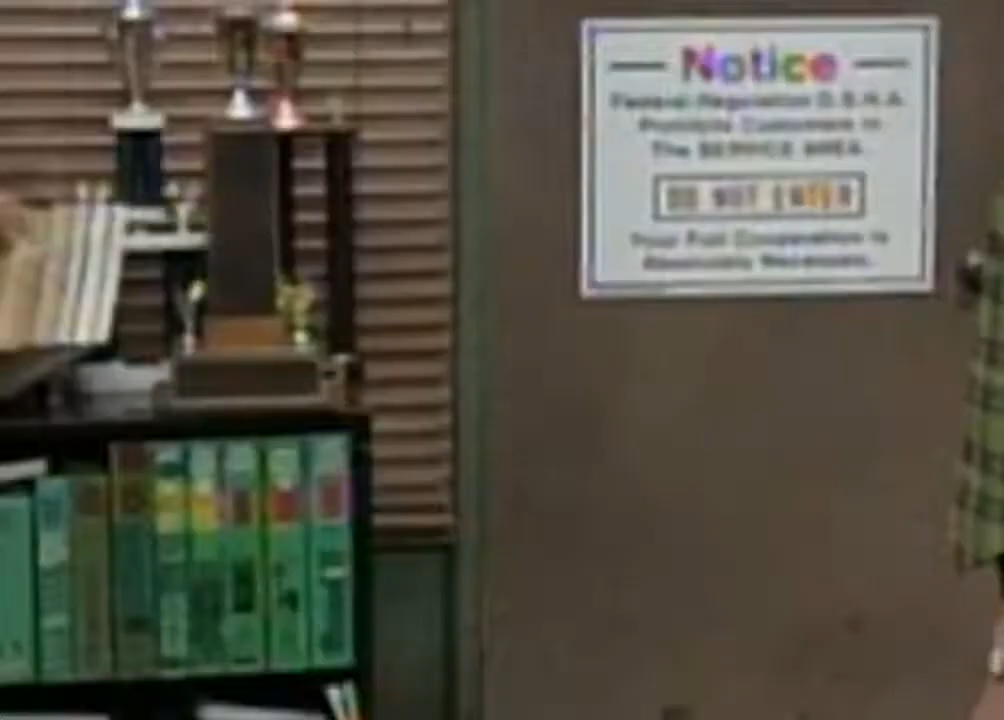 Notice
Federal Regulation O.S.H.A.
Prohibits Customers in
The SERVICE AREA
DO NOT ENTER
Your Full Cooperation is
Absolutely Necessary.